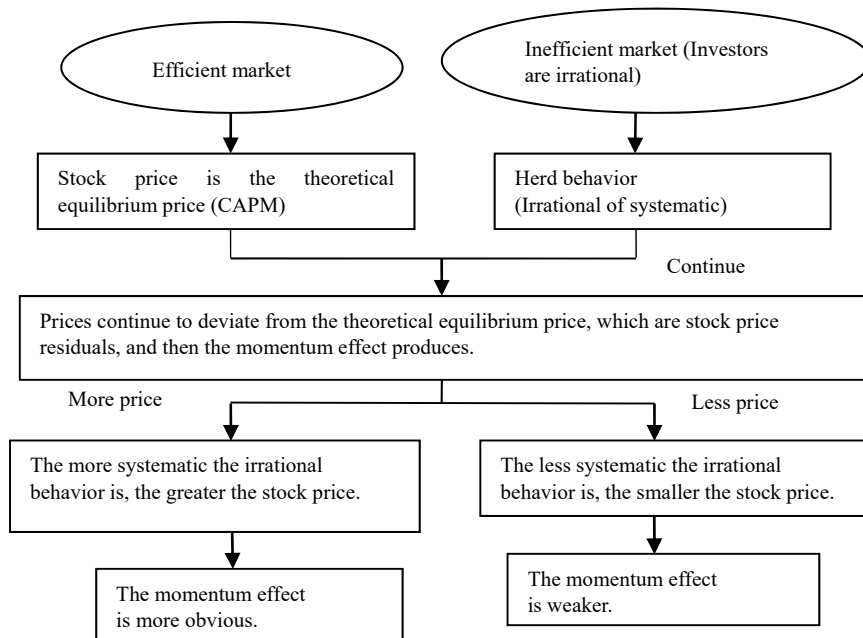 Efficient market
Inefficient market (Investors
are irrational)
Stock price is the theoretical
equilibrium price (CAPM)
Herd behavior
(Irrational of systematic)
Continue
Prices continue to deviate from the theoretical equilibrium price, which are stock price
residuals, and then the momentum effect produces.
More price
Less price
The more systematic the irrational
behavior is, the greater the stock price.
The less systematic the irrational
behavior is, the smaller the stock price.
The momentum effect
is more obvious.
The momentum effect
is weaker.